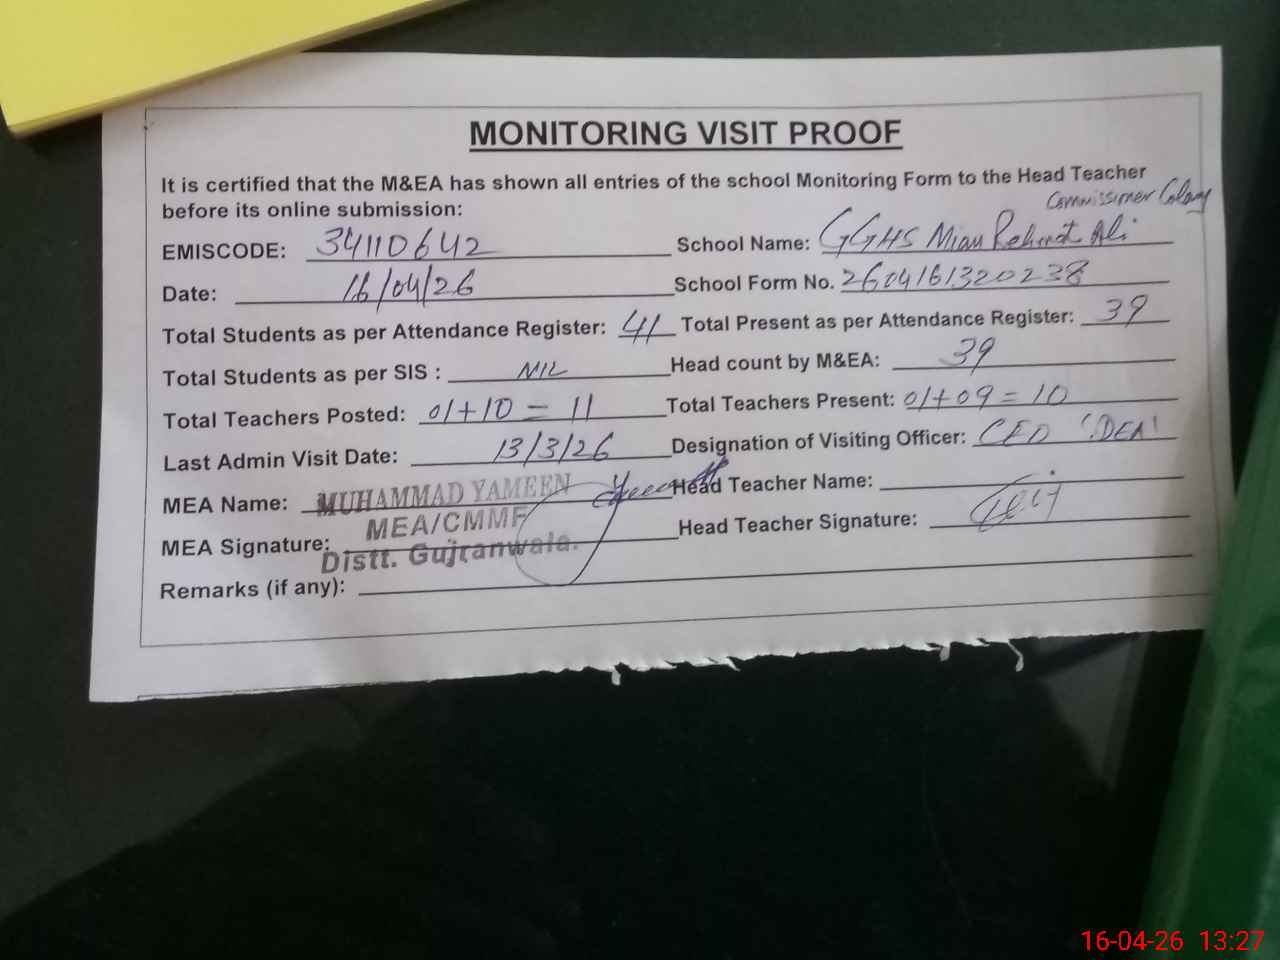 MONITORING VISIT PROOF
It is certified that the M&EA has shown all entries of the school Monitoring Form to the Head Teacher
before its online submission:
Commissioner Colony
EMISCODE: 34110642 School Name: GGHS Mian Rehmat Ali
Date: 16/04/26 School Form No. 2604161320238
Total Students as per Attendance Register: 41 Total Present as per Attendance Register: 39
Total Students as per SIS : NIL Head count by M&EA: 39
Total Teachers Posted: 01+10 = 11 Total Teachers Present: 01+09 = 10
Last Admin Visit Date: 13/3/26 Designation of Visiting Officer: CEO 'DEA'
MEA Name: MUHAMMAD YAMEEN Head Teacher Name:
MEA/CMMF
MEA Signature: Head Teacher Signature:
Distt. Gujranwala.
Remarks (if any):
16-04-26 13:27